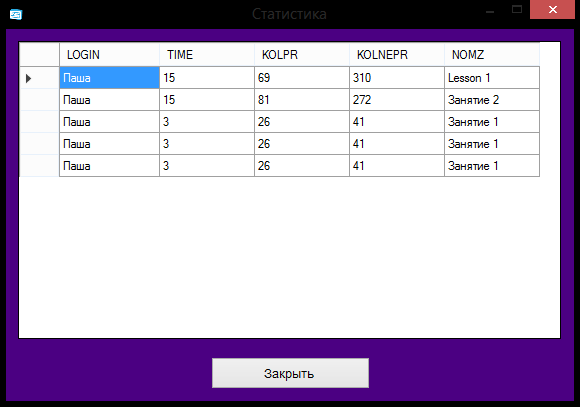 Статистика
LOGIN TIME KOLPR KOLNEPR NOMZ
Паша 15 69 310 Lesson 1
Паша 15 81 272 Занятие 2
Паша 3 26 41 Занятие 1
Паша 3 26 41 Занятие 1
Паша 3 26 41 Занятие 1
Закрыть